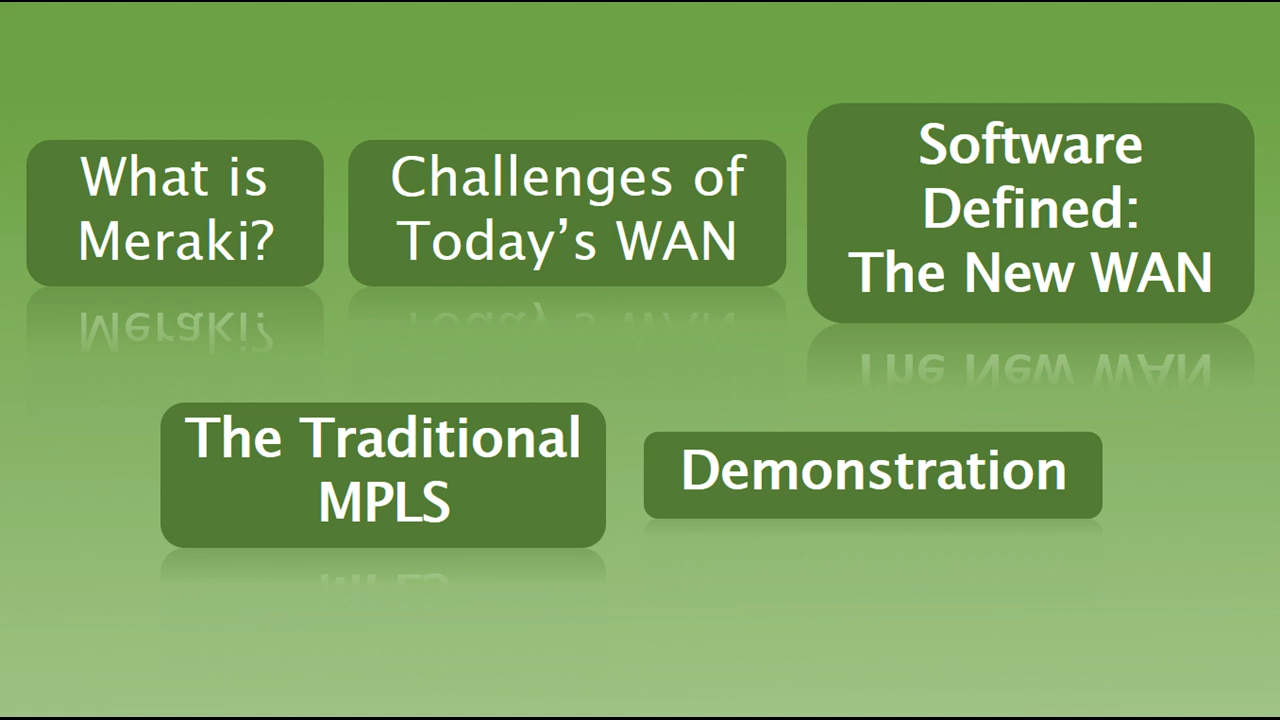 What is
Meraki?
Challenges of
Today’s WAN
Software
Defined:
The New WAN
The Traditional
MPLS
Demonstration